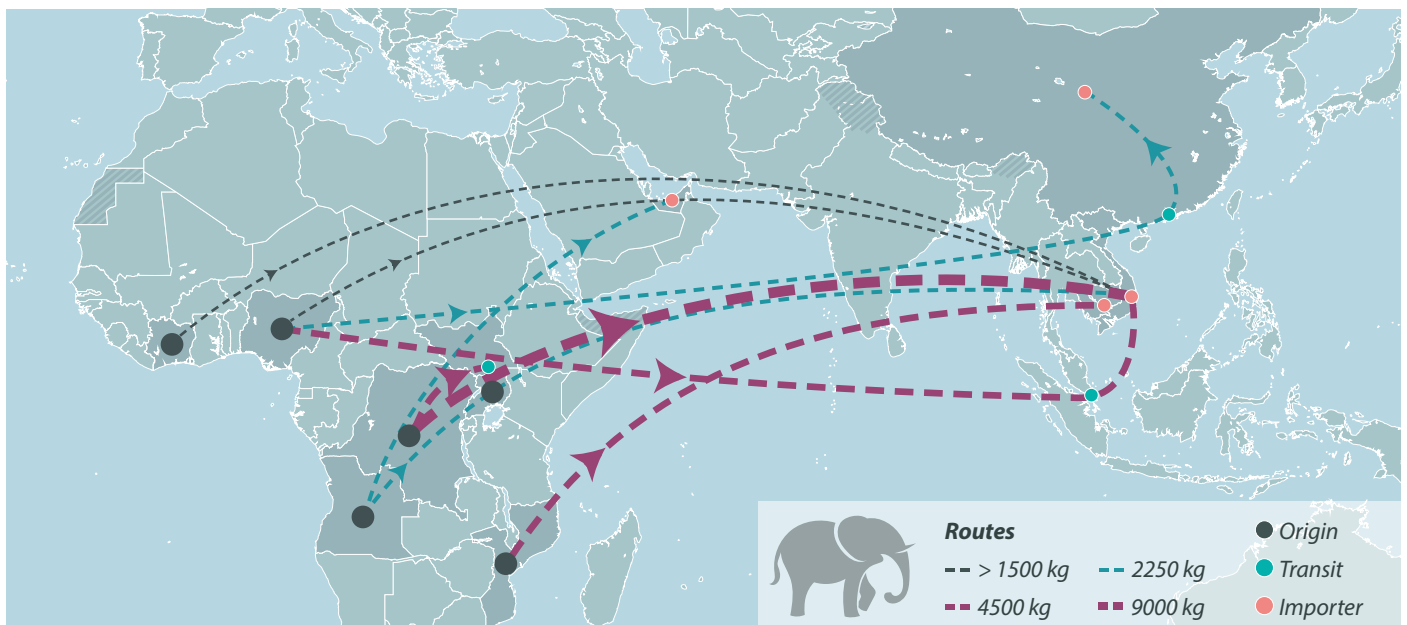 Routes
> 1500 kg
2250 kg
4500 kg
9000 kg
Origin
Transit
Importer